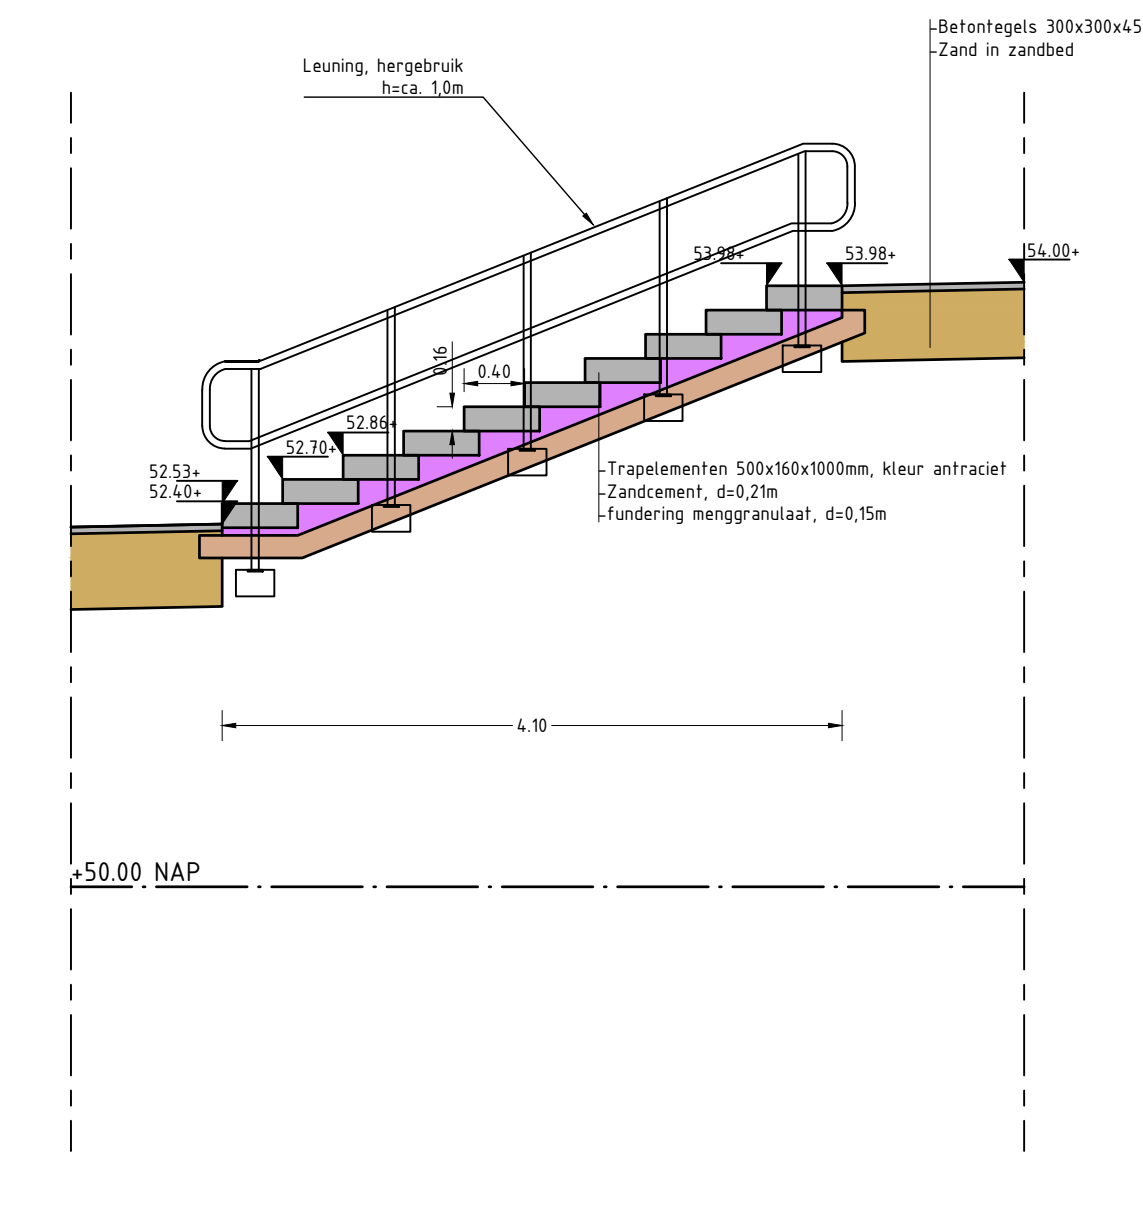 Betontegels 300x300x45
Zand in zandbed
Leuning, hergebruik
h=ca. 1,0m
53.98+
53.98+
54.00+
0.16
0.40
52.86+
52.70+
52.53+
52.40+
Trapelementen 500x160x1000mm, kleur antraciet
Zandcement, d=0,21m
fundering menggranulaat, d=0,15m
4.10
+50.00 NAP